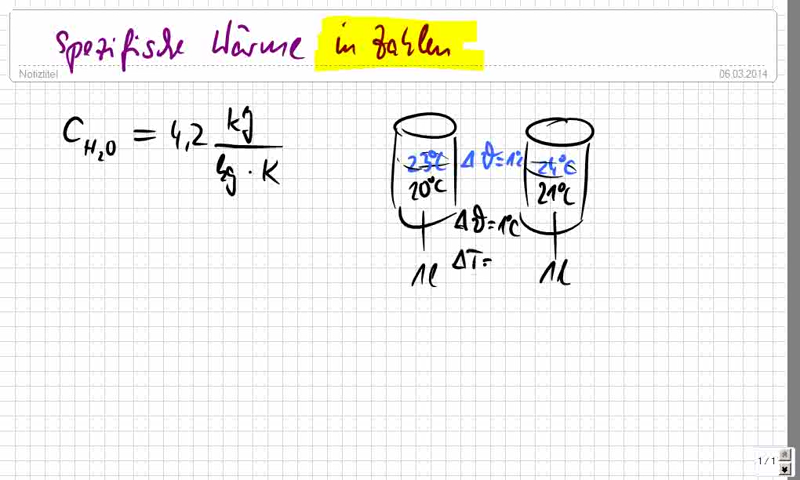 spezifische Wärme in Zahlen
Notiztitel
06.03.2014
C_H₂O = 4,2 kJ / kg · K
23°C Δϑ=1°C 24°C
20°C 21°C
Δϑ=1°C
ΔT=
1l 1l
1/1